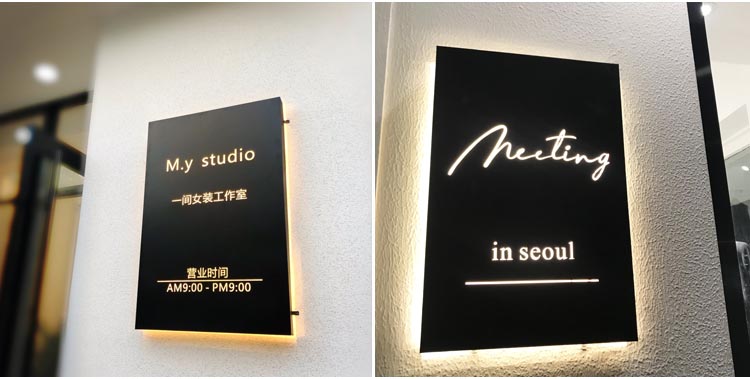 M.y studio
一间女装工作室
营业时间
AM9:00 - PM9:00
Meeting
in seoul